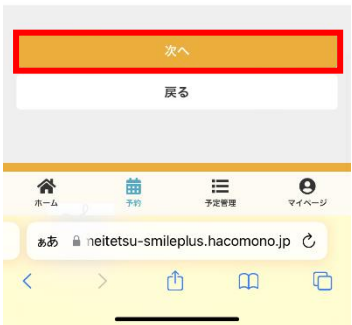 次へ
戻る
ホーム 予約 予定管理 マイページ
ぁあ neitetsu-smileplus.hacomono.jp